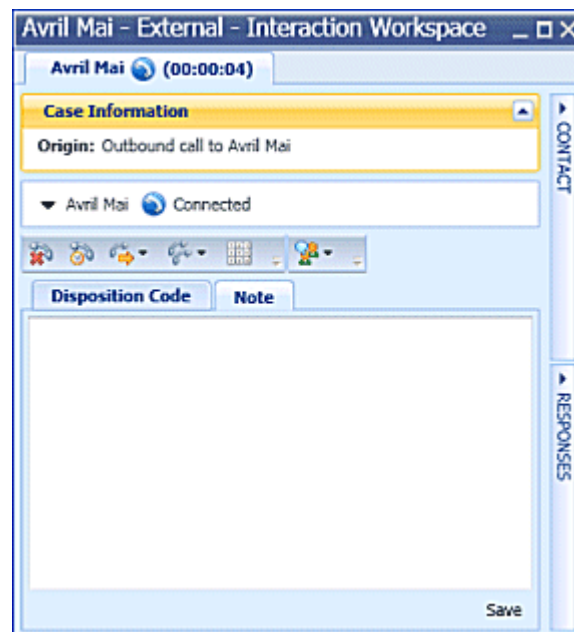 Avril Mai - External - Interaction Workspace
Avril Mai (00:00:04)
Case Information
Origin: Outbound call to Avril Mai
Avril Mai Connected
Disposition Code Note
Save
CONTACT
RESPONSES